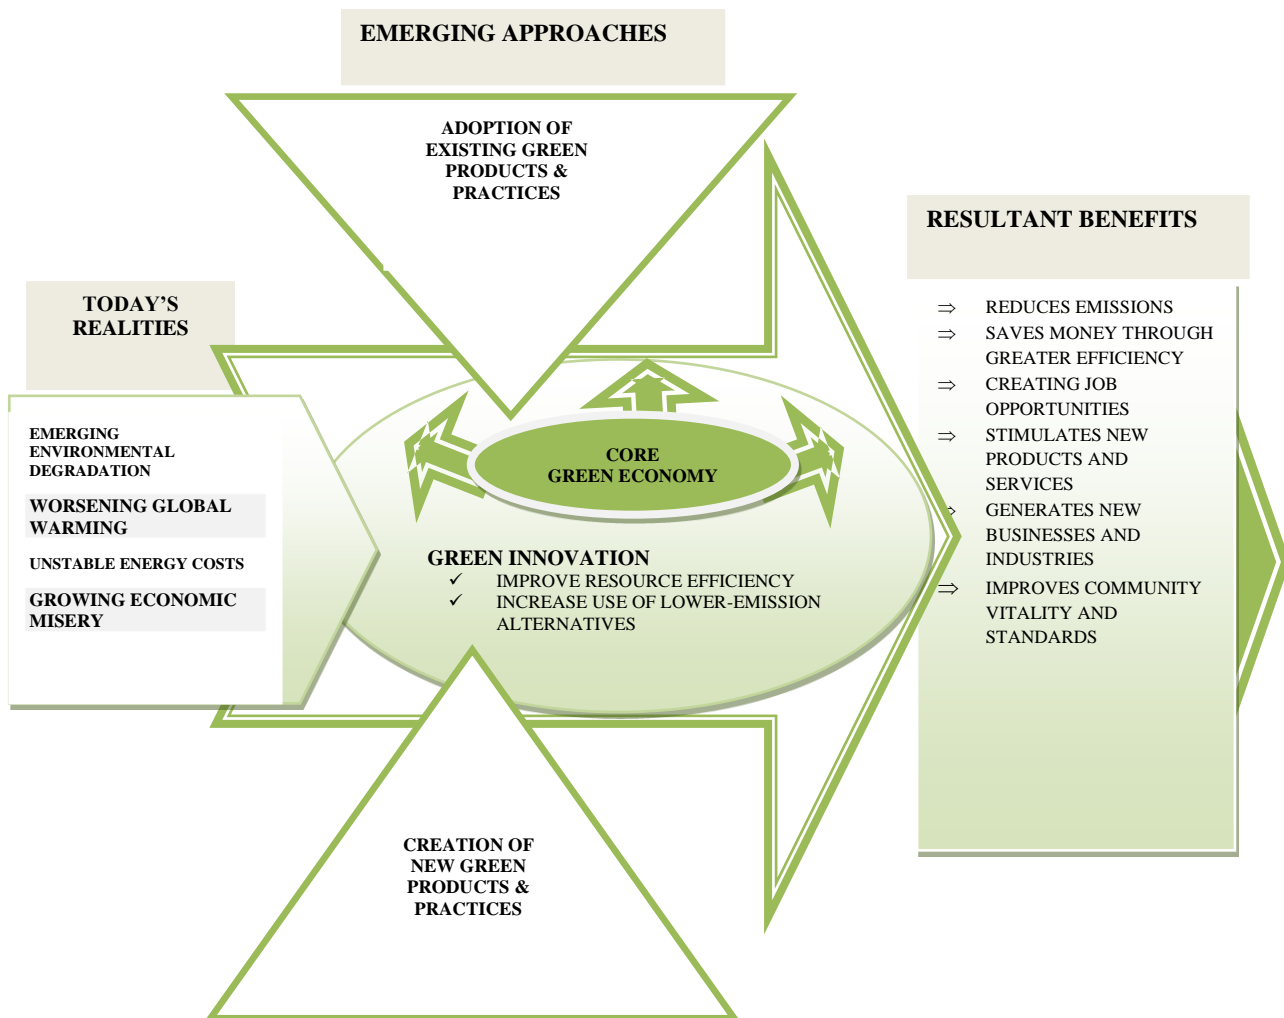 EMERGING APPROACHES
ADOPTION OF
EXISTING GREEN
PRODUCTS &
PRACTICES
RESULTANT BENEFITS
TODAY’S
REALITIES
⇒ REDUCES EMISSIONS
⇒ SAVES MONEY THROUGH
GREATER EFFICIENCY
⇒ CREATING JOB
OPPORTUNITIES
⇒ STIMULATES NEW
PRODUCTS AND
SERVICES
⇒ GENERATES NEW
BUSINESSES AND
INDUSTRIES
⇒ IMPROVES COMMUNITY
VITALITY AND
STANDARDS
EMERGING
ENVIRONMENTAL
DEGRADATION
WORSENING GLOBAL
WARMING
UNSTABLE ENERGY COSTS
GROWING ECONOMIC
MISERY
CORE
GREEN ECONOMY
GREEN INNOVATION
✓ IMPROVE RESOURCE EFFICIENCY
✓ INCREASE USE OF LOWER-EMISSION
ALTERNATIVES
CREATION OF
NEW GREEN
PRODUCTS &
PRACTICES